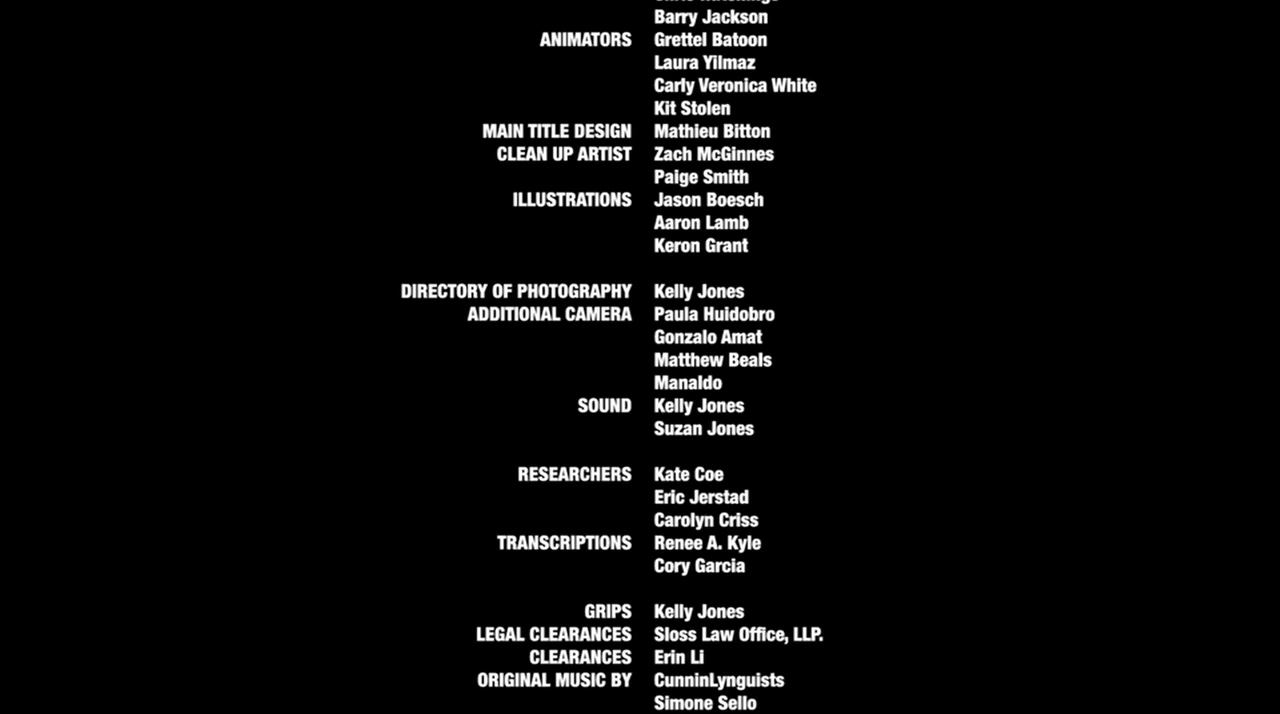 Barry Jackson
ANIMATORS Grettel Batoon
Laura Yilmaz
Carly Veronica White
Kit Stolen
MAIN TITLE DESIGN Mathieu Bitton
CLEAN UP ARTIST Zach McGinnes
Paige Smith
ILLUSTRATIONS Jason Boesch
Aaron Lamb
Keron Grant
DIRECTORY OF PHOTOGRAPHY Kelly Jones
ADDITIONAL CAMERA Paula Huidobro
Gonzalo Amat
Matthew Beals
Manaldo
SOUND Kelly Jones
Suzan Jones
RESEARCHERS Kate Coe
Eric Jerstad
Carolyn Criss
TRANSCRIPTIONS Renee A. Kyle
Cory Garcia
GRIPS Kelly Jones
LEGAL CLEARANCES Sloss Law Office, LLP.
CLEARANCES Erin Li
ORIGINAL MUSIC BY CunninLynguists
Simone Sello